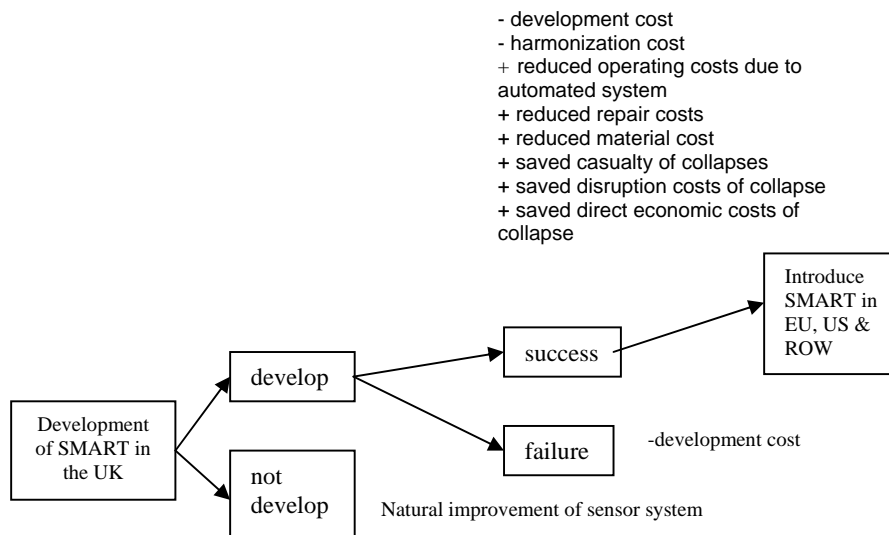 - development cost
- harmonization cost
+ reduced operating costs due to
automated system
+ reduced repair costs
+ reduced material cost
+ saved casualty of collapses
+ saved disruption costs of collapse
+ saved direct economic costs of
collapse
Introduce
SMART in
EU, US &
ROW
success
develop
Development
of SMART in
the UK
failure
-development cost
not
develop
Natural improvement of sensor system